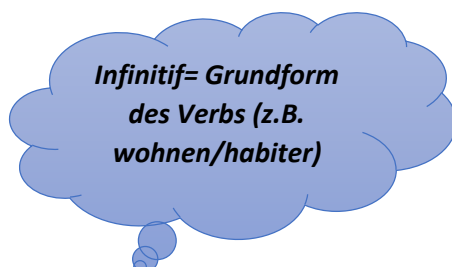 Infinitif= Grundform
des Verbs (z.B.
wohnen/habiter)